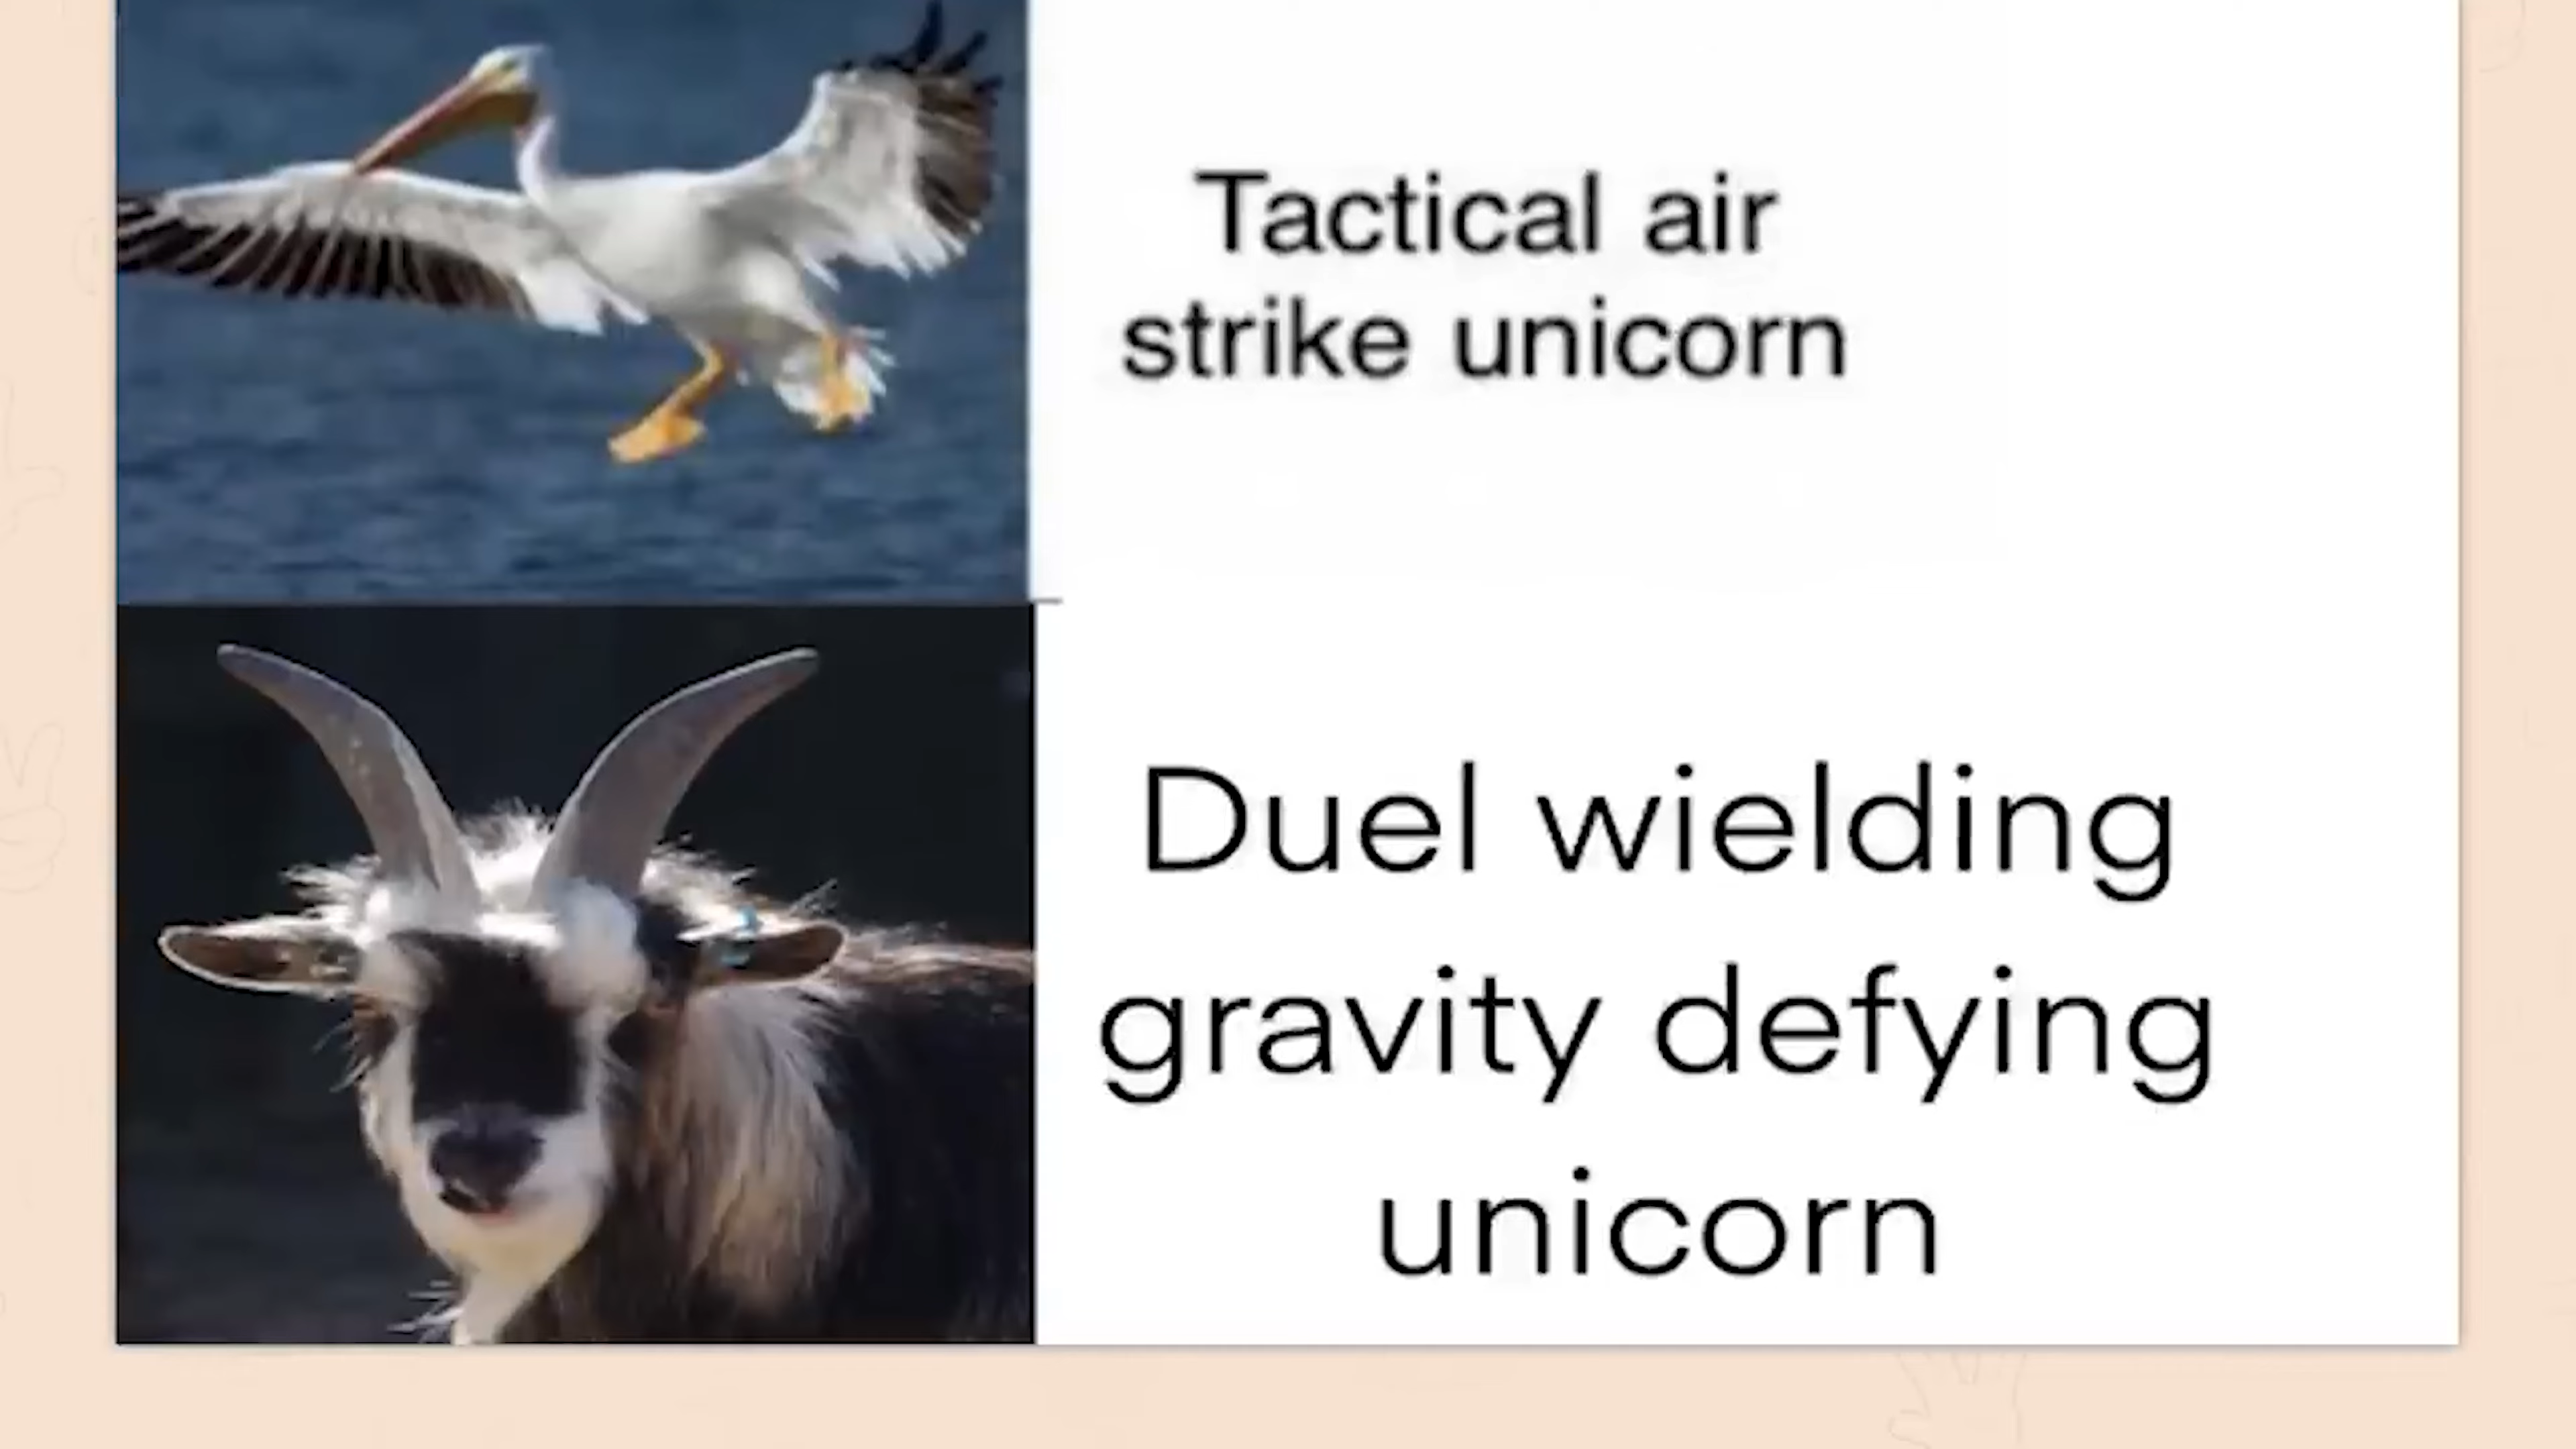 Tactical air
strike unicorn
Duel wielding
gravity defying
unicorn